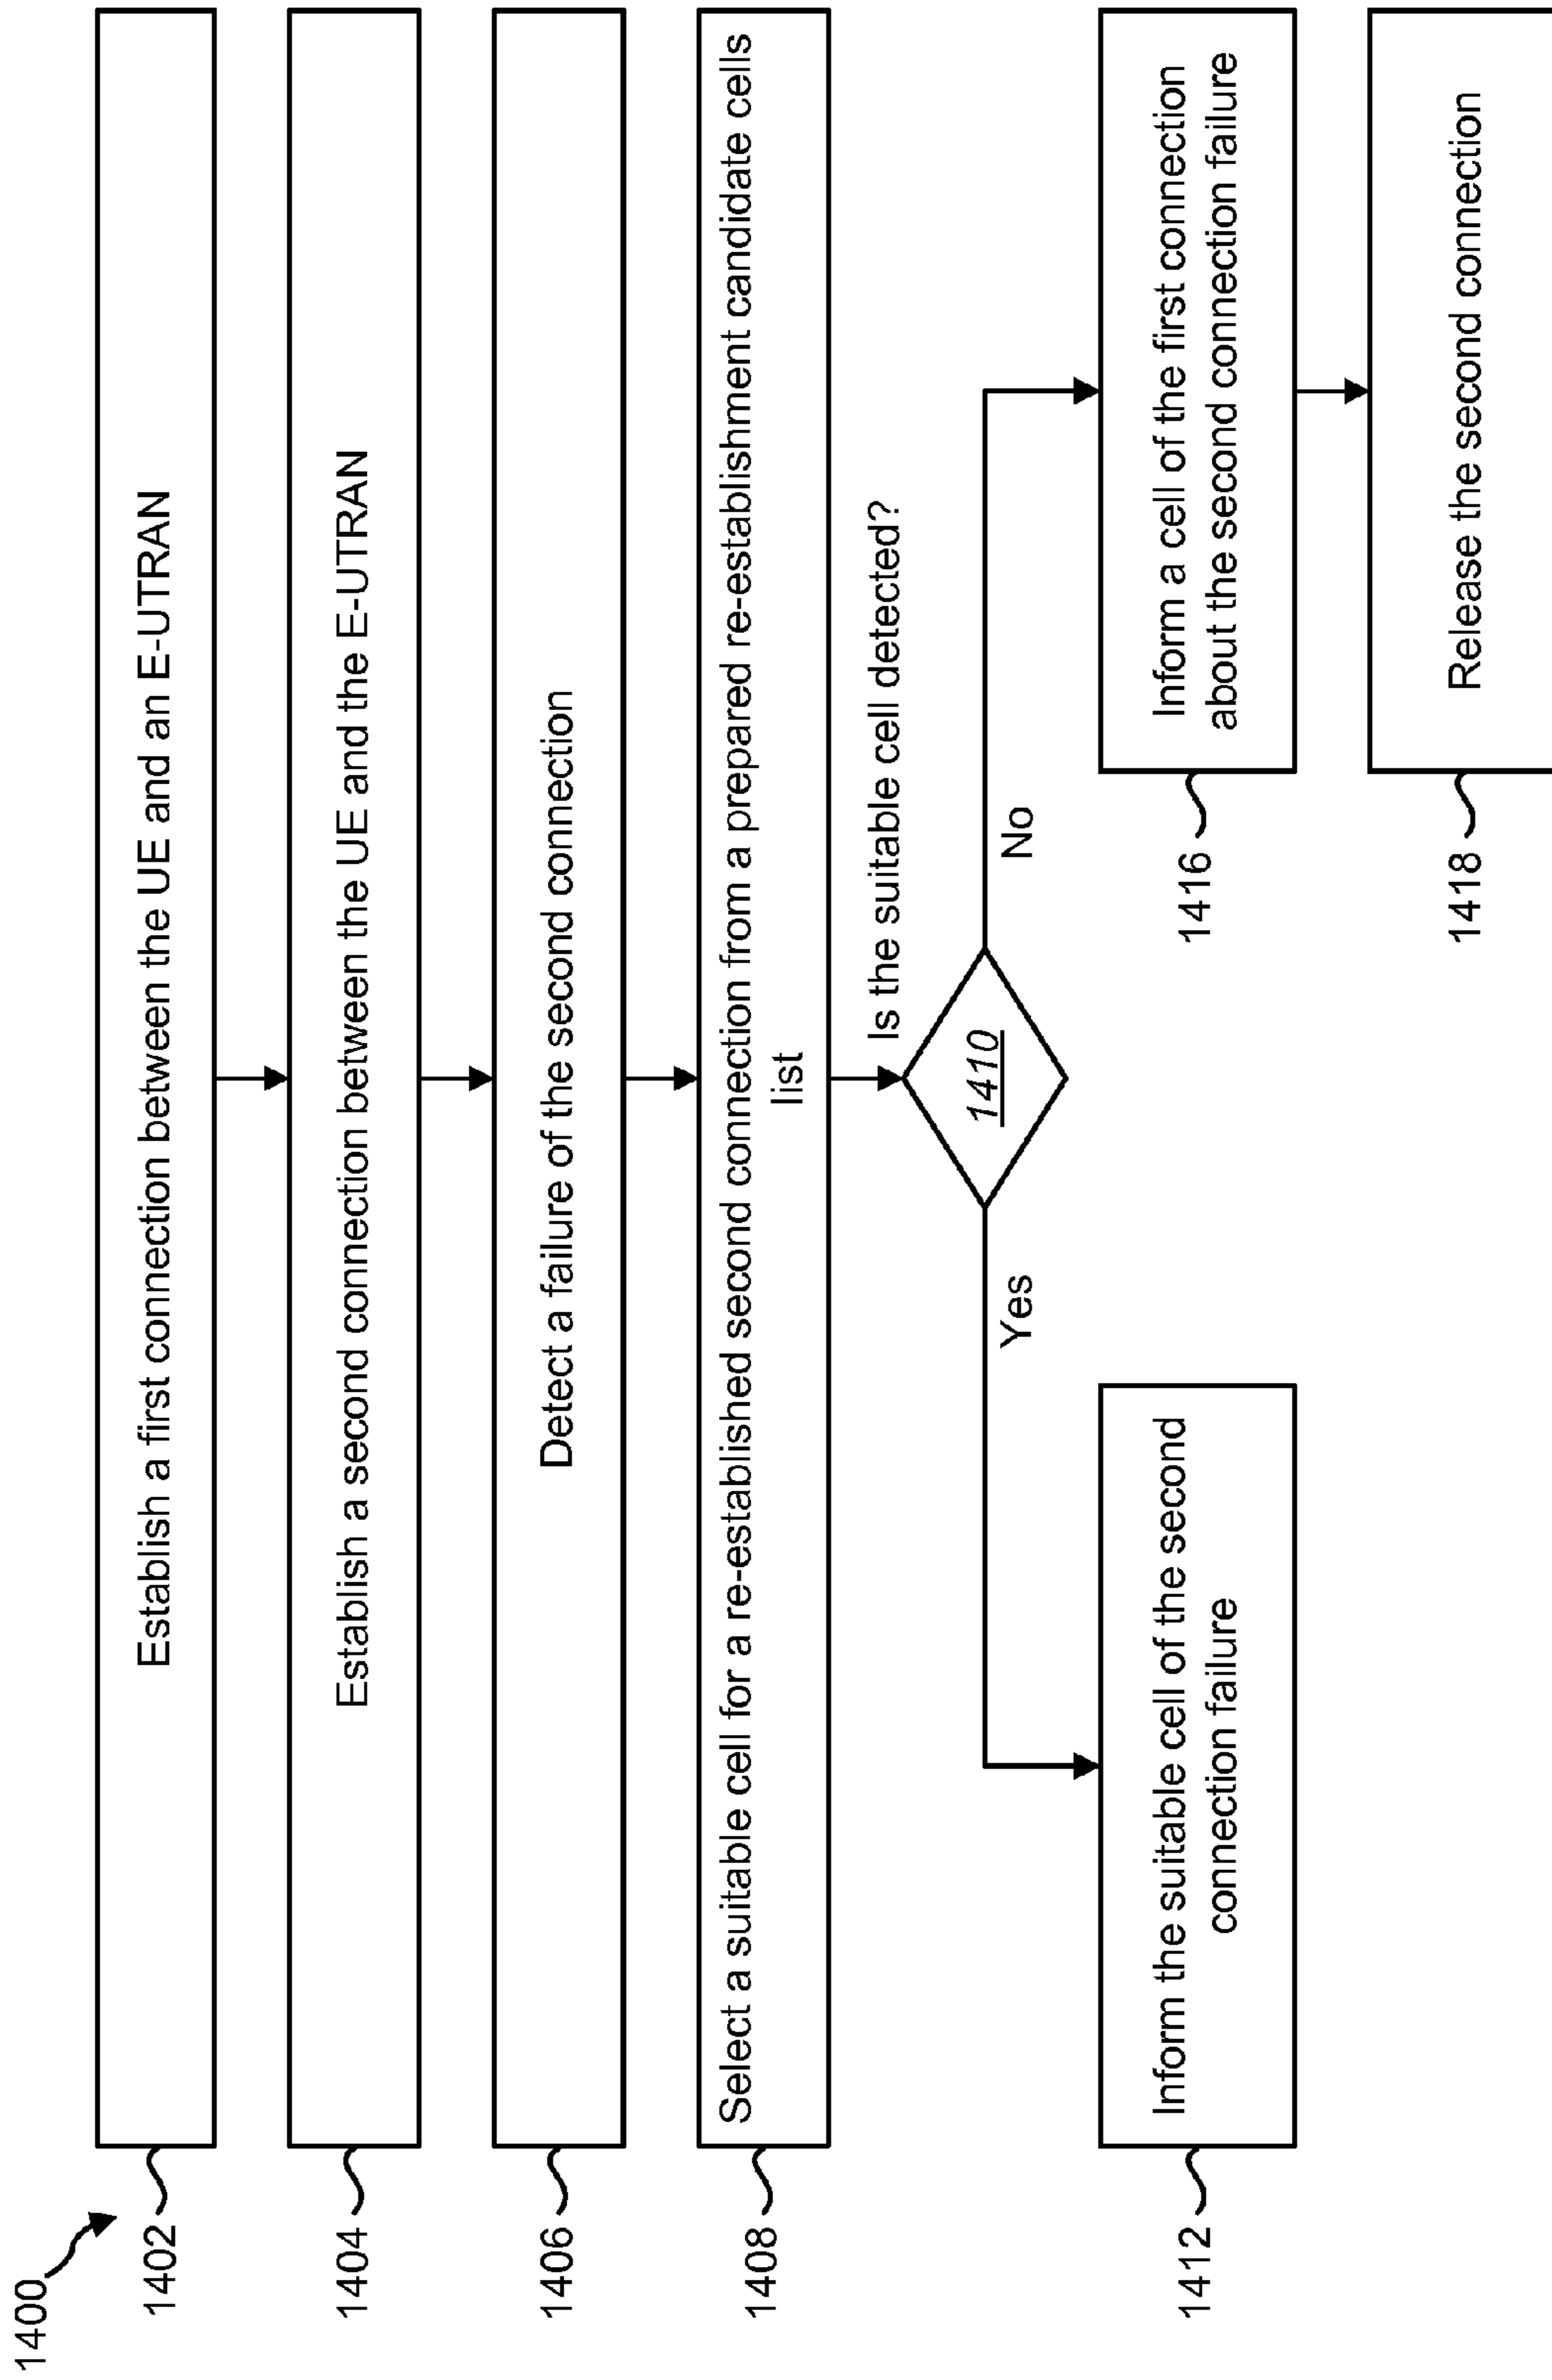 1400
1402
Establish a first connection between the UE and an E-UTRAN
1404
Establish a second connection between the UE and the E-UTRAN
1406
Detect a failure of the second connection
1408
Select a suitable cell for a re-established second connection from a prepared re-establishment candidate cells
list
Is the suitable cell detected?
1410
Yes
No
1412
Inform the suitable cell of the second
connection failure
1416
Inform a cell of the first connection
about the second connection failure
1418
Release the second connection